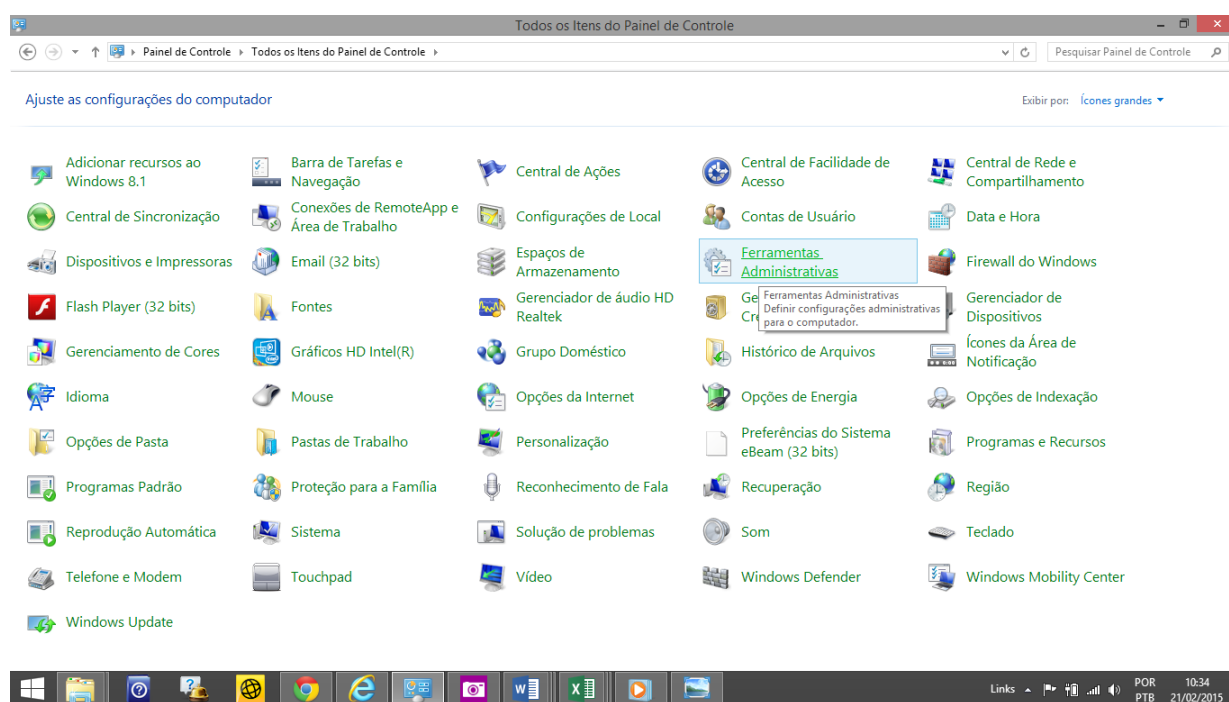 Todos os Itens do Painel de Controle
Painel de Controle
Todos os Itens do Painel de Controle
Pesquisar Painel de Controle
Ajuste as configurações do computador
Exibir por: Ícones grandes
Adicionar recursos ao
Windows 8.1
Barra de Tarefas e
Navegação
Central de Ações
Central de Facilidade de
Acesso
Central de Rede e
Compartilhamento
Central de Sincronização
Conexões de RemoteApp e
Área de Trabalho
Configurações de Local
Contas de Usuário
Data e Hora
Dispositivos e Impressoras
Email (32 bits)
Espaços de
Armazenamento
Ferramentas
Administrativas
Firewall do Windows
Flash Player (32 bits)
Fontes
Gerenciador de áudio HD
Realtek
Ferramentas Administrativas
Definir configurações administrativas
para o computador.
Gerenciador de
Dispositivos
Gerenciamento de Cores
Gráficos HD Intel(R)
Grupo Doméstico
Histórico de Arquivos
Ícones da Área de
Notificação
Idioma
Mouse
Opções da Internet
Opções de Energia
Opções de Indexação
Opções de Pasta
Pastas de Trabalho
Personalização
Preferências do Sistema
eBeam (32 bits)
Programas e Recursos
Programas Padrão
Proteção para a Família
Reconhecimento de Fala
Recuperação
Região
Reprodução Automática
Sistema
Solução de problemas
Som
Teclado
Telefone e Modem
Touchpad
Vídeo
Windows Defender
Windows Mobility Center
Windows Update
Links
POR
PTB
10:34
21/02/2015